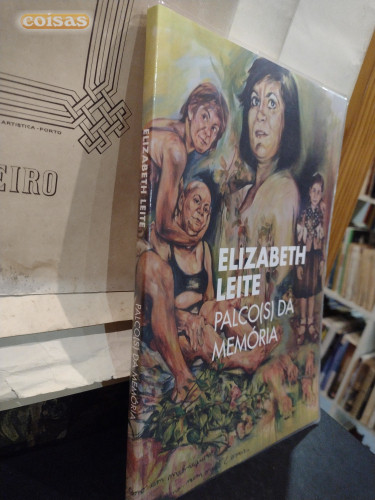 coisas
ARTISTICA-PORTO
EIRO
ELIZABETH LEITE
PALCO(S) DA MEMÓRIA
ELIZABETH
LEITE
PALCO(S) DA
MEMÓRIA